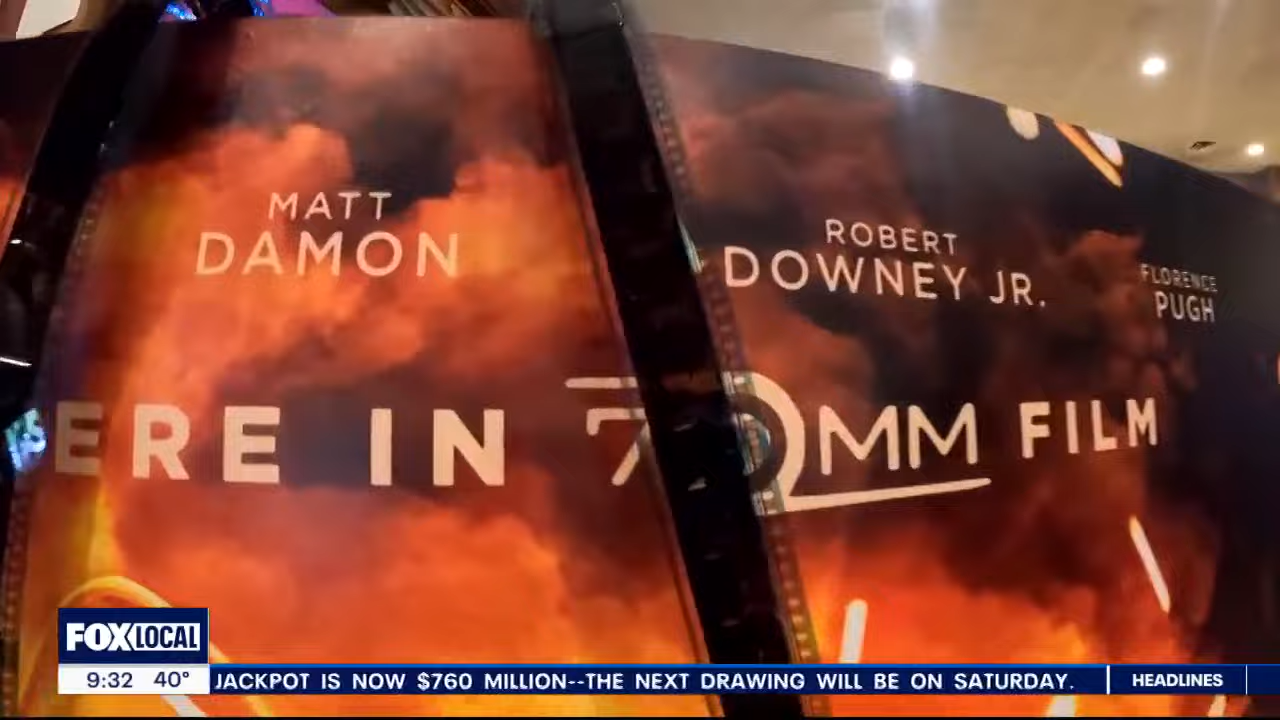 MATT
DAMON
ROBERT
DOWNEY JR.
FLORENCE
PUGH
ERE IN 70MM FILM
FOX LOCAL
9:32 40°
JACKPOT IS NOW $760 MILLION--THE NEXT DRAWING WILL BE ON SATURDAY.
HEADLINES